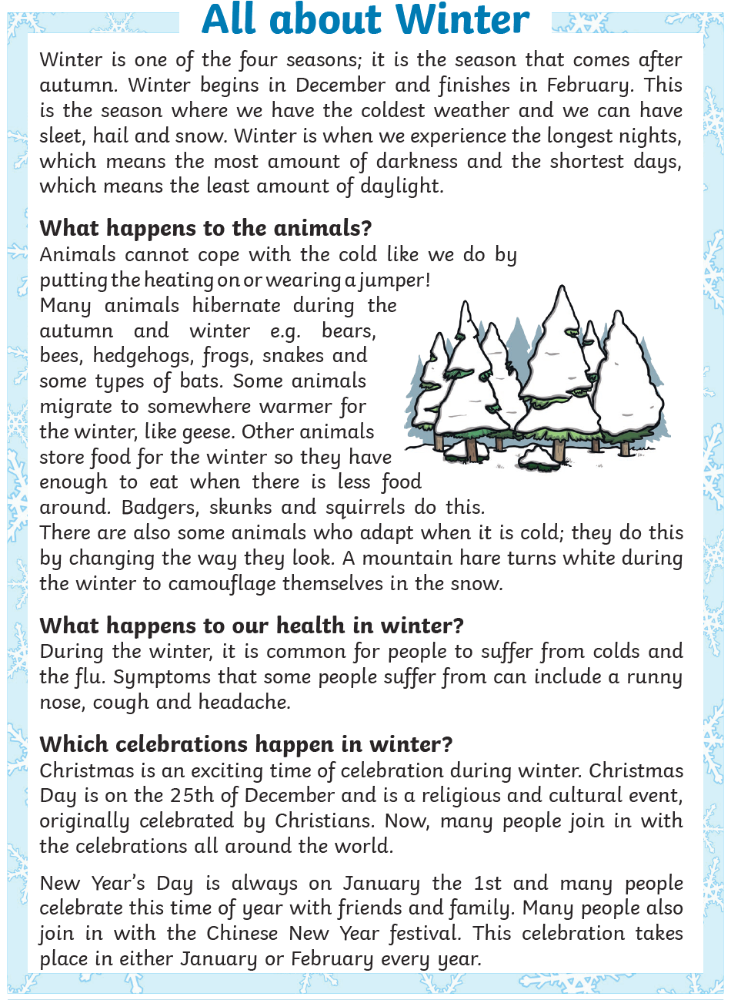 All about Winter
Winter is one of the four seasons; it is the season that comes after
autumn. Winter begins in December and finishes in February. This
is the season where we have the coldest weather and we can have
sleet, hail and snow. Winter is when we experience the longest nights,
which means the most amount of darkness and the shortest days,
which means the least amount of daylight.
What happens to the animals?
Animals cannot cope with the cold like we do by
putting the heating on or wearing a jumper!
Many animals hibernate during the
autumn and winter e.g. bears,
bees, hedgehogs, frogs, snakes and
some types of bats. Some animals
migrate to somewhere warmer for
the winter, like geese. Other animals
store food for the winter so they have
enough to eat when there is less food
around. Badgers, skunks and squirrels do this.
There are also some animals who adapt when it is cold; they do this
by changing the way they look. A mountain hare turns white during
the winter to camouflage themselves in the snow.
What happens to our health in winter?
During the winter, it is common for people to suffer from colds and
the flu. Symptoms that some people suffer from can include a runny
nose, cough and headache.
Which celebrations happen in winter?
Christmas is an exciting time of celebration during winter. Christmas
Day is on the 25th of December and is a religious and cultural event,
originally celebrated by Christians. Now, many people join in with
the celebrations all around the world.
New Year’s Day is always on January the 1st and many people
celebrate this time of year with friends and family. Many people also
join in with the Chinese New Year festival. This celebration takes
place in either January or February every year.